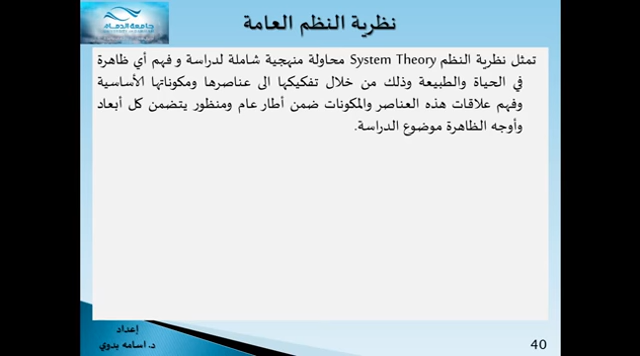 نظرية النظم العامة
جامعة الدمام
تمثل نظرية النظم System Theory محاولة منهجية شاملة لدراسة و فهم أي ظاهرة
في الحياة والطبيعة وذلك من خلال تفكيكها الى عناصرها ومكوناتها الأساسية
وفهم علاقات هذه العناصر والمكونات ضمن أطار عام ومنظور يتضمن كل أبعاد
وأوجه الظاهرة موضوع الدراسة.
إعداد
د. اسامه بدوي
40